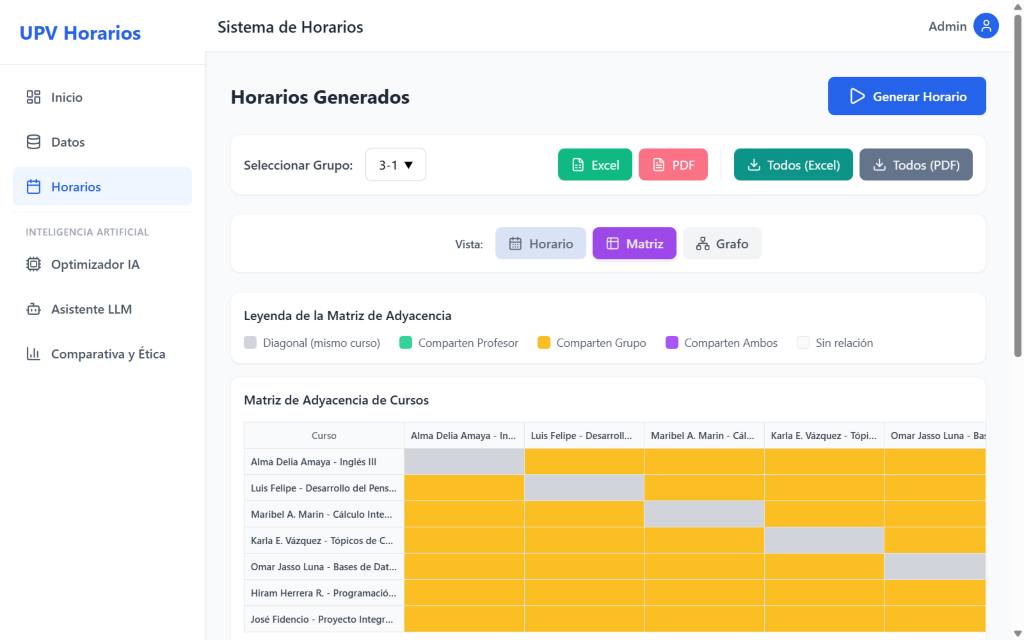 UPV Horarios
Sistema de Horarios
Admin
Inicio
Datos
Horarios
INTELIGENCIA ARTIFICIAL
Optimizador IA
Asistente LLM
Comparativa y Ética
Horarios Generados
Generar Horario
Seleccionar Grupo:
3-1 ▼
Excel
PDF
Todos (Excel)
Todos (PDF)
Vista:
Horario
Matriz
Grafo
Leyenda de la Matriz de Adyacencia
Diagonal (mismo curso)
Comparten Profesor
Comparten Grupo
Comparten Ambos
Sin relación
Matriz de Adyacencia de Cursos
Curso
Alma Delia Amaya - In...
Luis Felipe - Desarroll...
Maribel A. Marin - Cál...
Karla E. Vázquez - Tópi...
Omar Jasso Luna - Bas
Alma Delia Amaya - Inglés III
Luis Felipe - Desarrollo del Pens...
Maribel A. Marin - Cálculo Inte...
Karla E. Vázquez - Tópicos de C...
Omar Jasso Luna - Bases de Dat...
Hiram Herrera R. - Programació...
José Fidencio - Proyecto Integr...